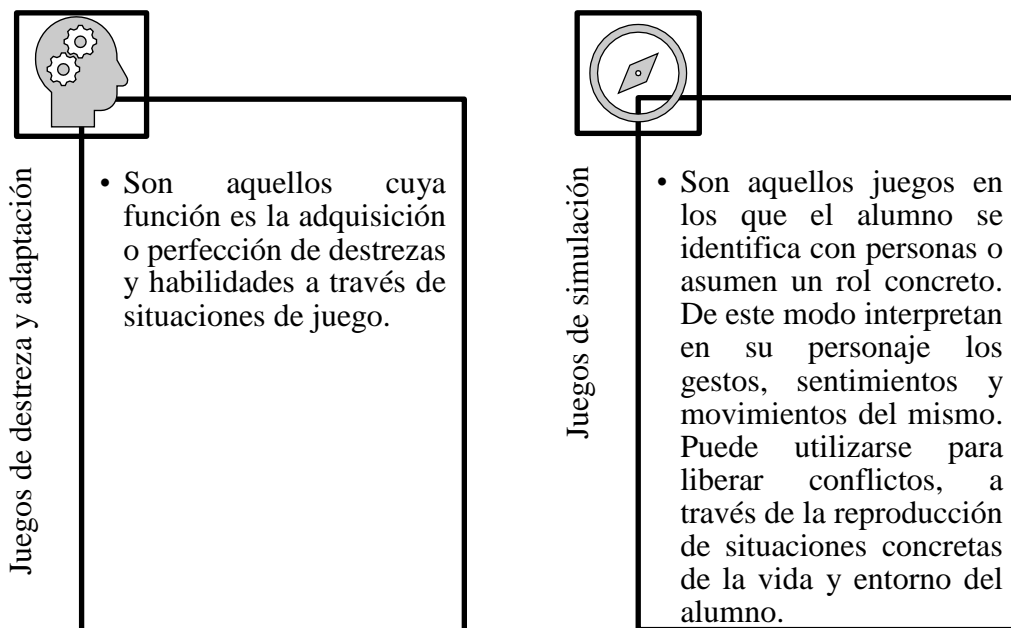 Juegos de destreza y adaptación
• Son aquellos cuya
función es la adquisición
o perfección de destrezas
y habilidades a través de
situaciones de juego.
Juegos de simulación
• Son aquellos juegos en
los que el alumno se
identifica con personas o
asumen un rol concreto.
De este modo interpretan
en su personaje los
gestos, sentimientos y
movimientos del mismo.
Puede utilizarse para
liberar conflictos, a
través de la reproducción
de situaciones concretas
de la vida y entorno del
alumno.